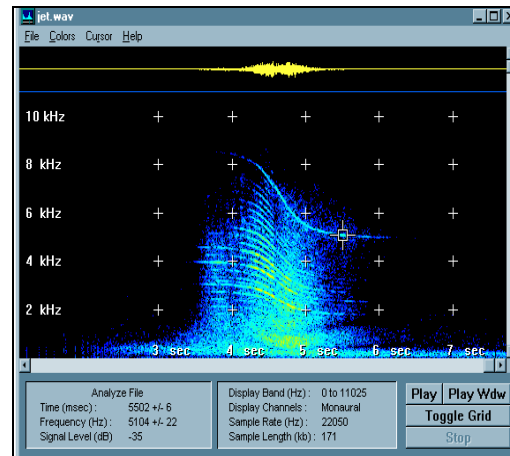 jet.wav
File Colors Cursor Help
10 kHz
8 kHz
6 kHz
4 kHz
2 kHz
3 sec 4 sec 5 sec 6 sec 7 sec
Analyze File
Time (msec) : 5502 +/- 6
Frequency (Hz) : 5104 +/- 22
Signal Level (dB) -35
Display Band (Hz) : 0 to 11025
Display Channels : Monaural
Sample Rate (Hz) : 22050
Sample Length (kb) : 171
Play Play Wdw
Toggle Grid
Stop